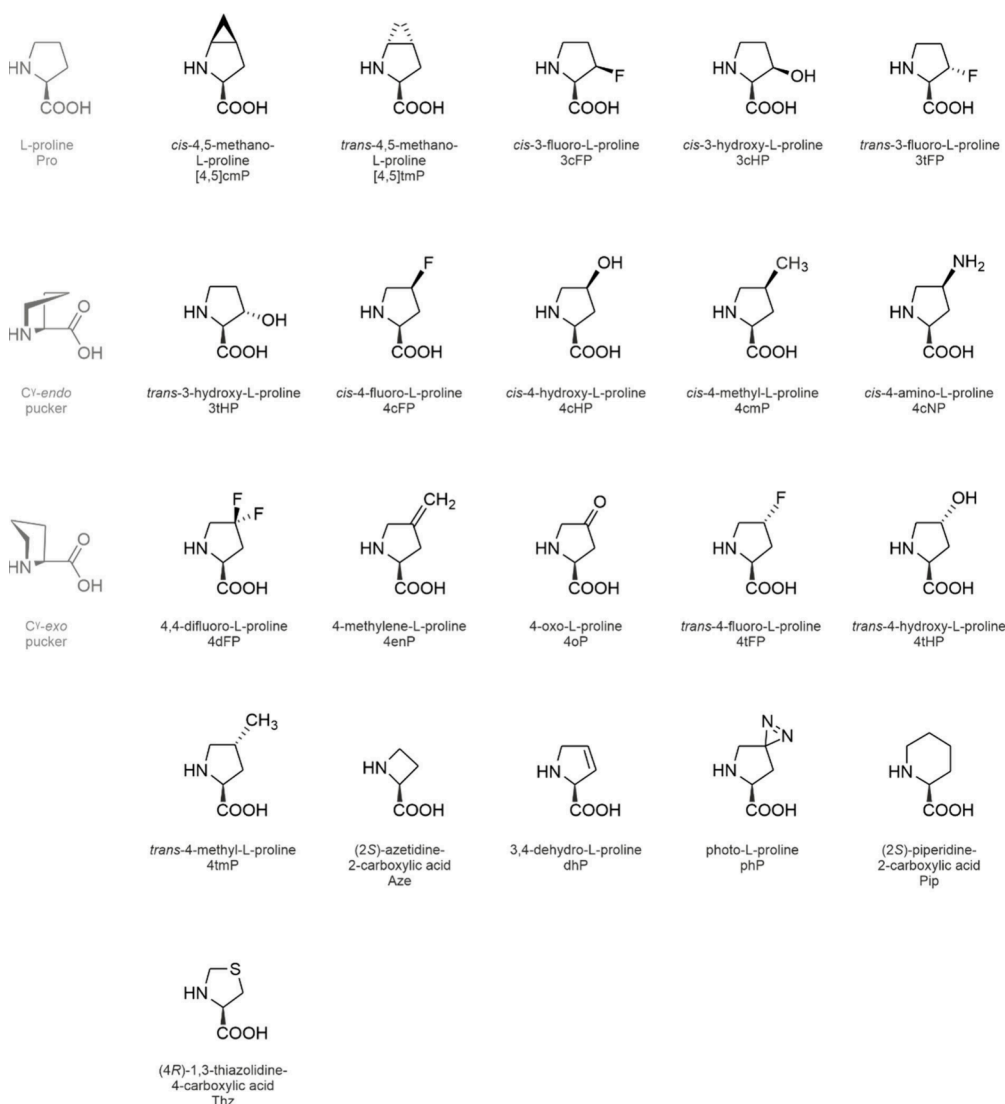 HN
COOH
L-proline
Pro
HN
COOH
cis-4,5-methano-
L-proline
[4,5]cmP
HN
COOH
trans-4,5-methano-
L-proline
[4,5]tmP
HN
F
COOH
cis-3-fluoro-L-proline
3cFP
HN
OH
COOH
cis-3-hydroxy-L-proline
3cHP
HN
F
COOH
trans-3-fluoro-L-proline
3tFP
HN
O
OH
Cγ-endo
pucker
HN
OH
COOH
trans-3-hydroxy-L-proline
3tHP
F
HN
COOH
cis-4-fluoro-L-proline
4cFP
OH
HN
COOH
cis-4-hydroxy-L-proline
4cHP
CH3
HN
COOH
cis-4-methyl-L-proline
4cmP
NH2
HN
COOH
cis-4-amino-L-proline
4cNP
HN
O
OH
Cγ-exo
pucker
F
F
HN
COOH
4,4-difluoro-L-proline
4dFP
CH2
HN
COOH
4-methylene-L-proline
4enP
O
HN
COOH
4-oxo-L-proline
4oP
F
HN
COOH
trans-4-fluoro-L-proline
4tFP
OH
HN
COOH
trans-4-hydroxy-L-proline
4tHP
CH3
HN
COOH
trans-4-methyl-L-proline
4tmP
HN
COOH
(2S)-azetidine-
2-carboxylic acid
Aze
HN
COOH
3,4-dehydro-L-proline
dhP
N
N
HN
COOH
photo-L-proline
phP
HN
COOH
(2S)-piperidine-
2-carboxylic acid
Pip
S
HN
COOH
(4R)-1,3-thiazolidine-
4-carboxylic acid
Thz